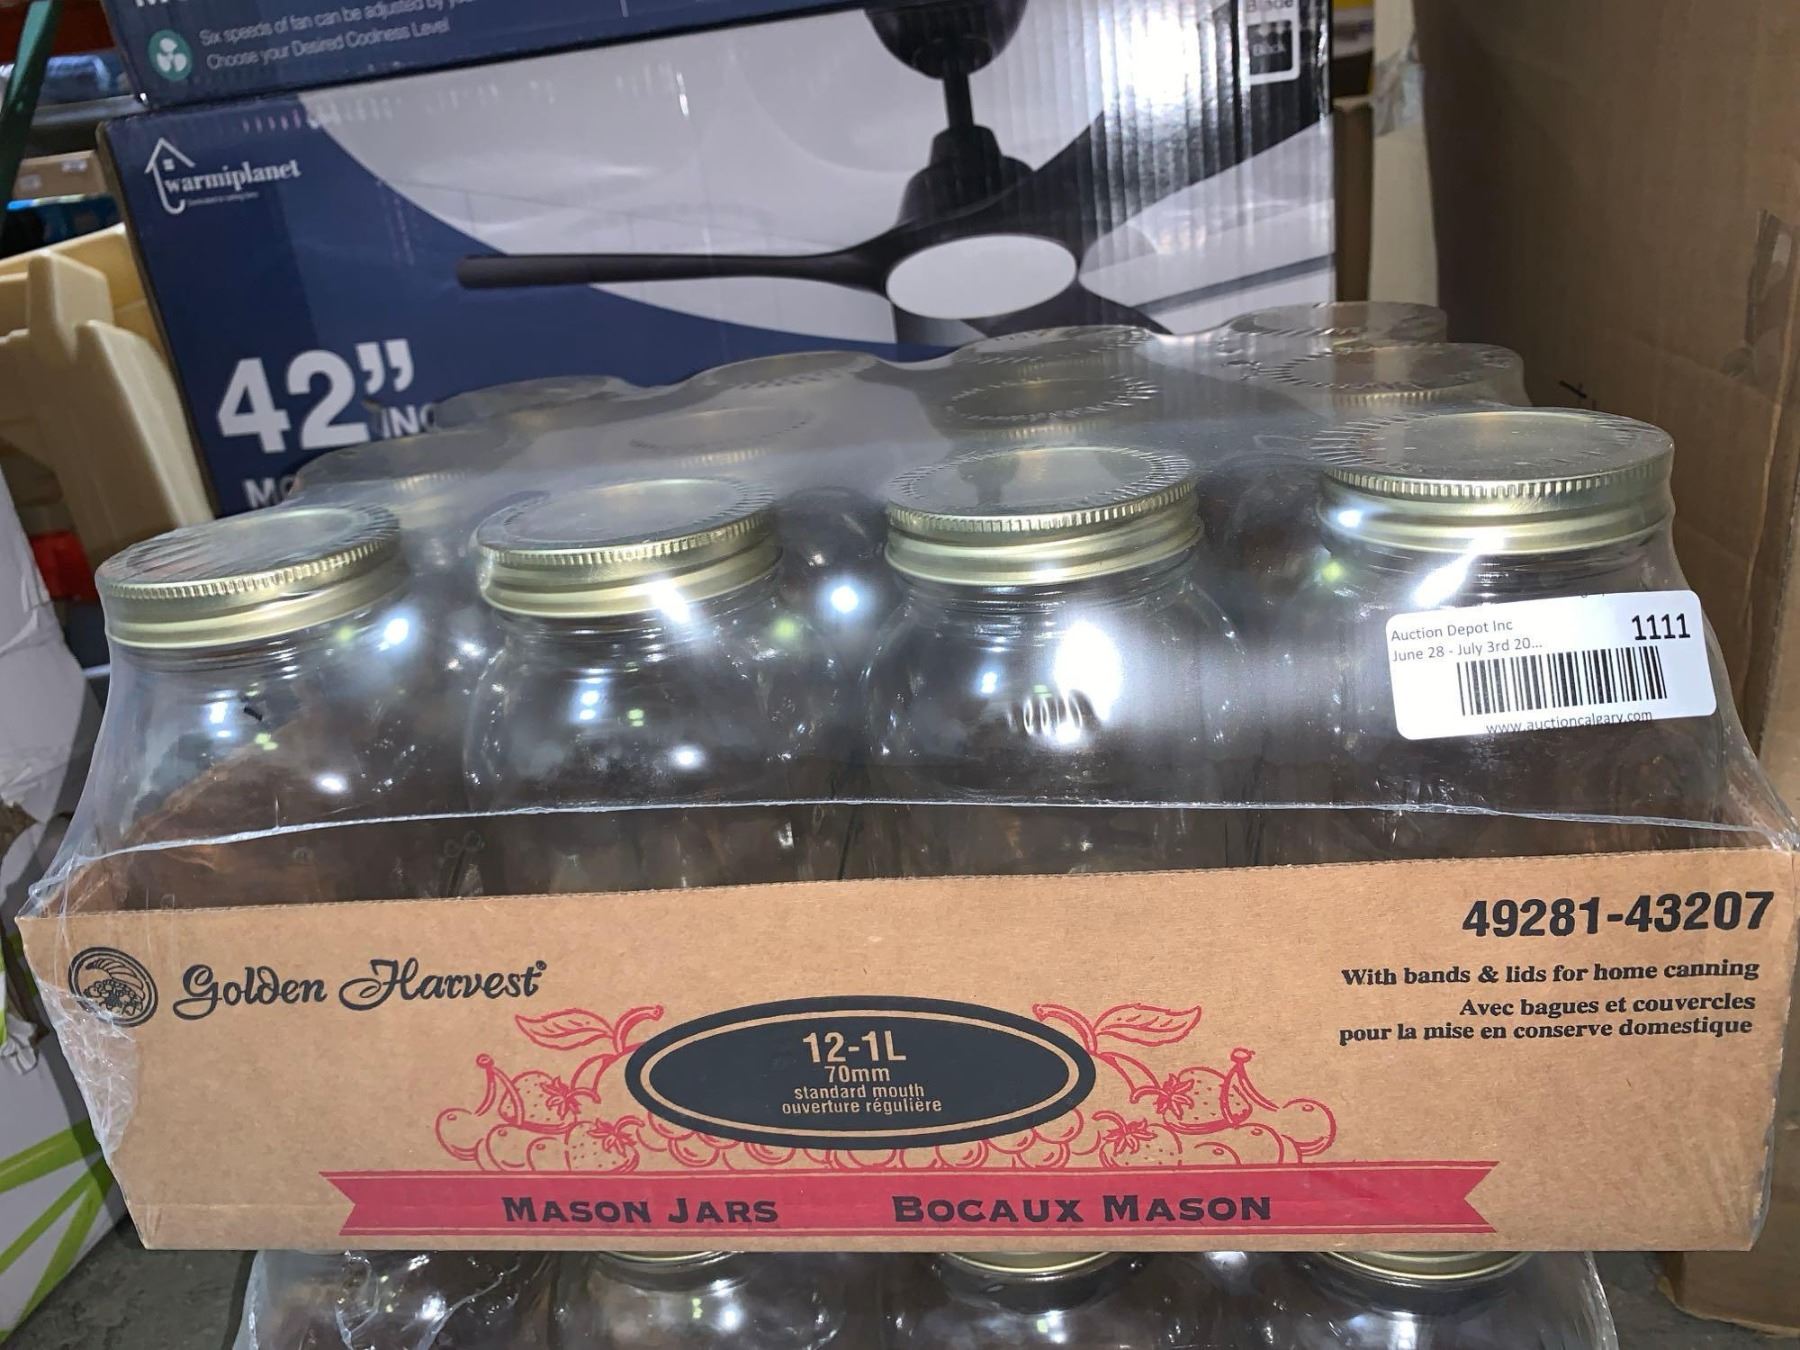 Six speeds of fan can be adjusted by
Choose your Desired Coolness Level
Blade
Black
warmiplanet
42”
INC
Auction Depot Inc
1111
June 28 - July 3rd 20...
www.auctioncalgary.com
49281-43207
With bands & lids for home canning
Avec bagues et couvercles
pour la mise en conserve domestique
Golden Harvest®
12-1L
70mm
standard mouth
ouverture régulière
MASON JARS BOCAUX MASON